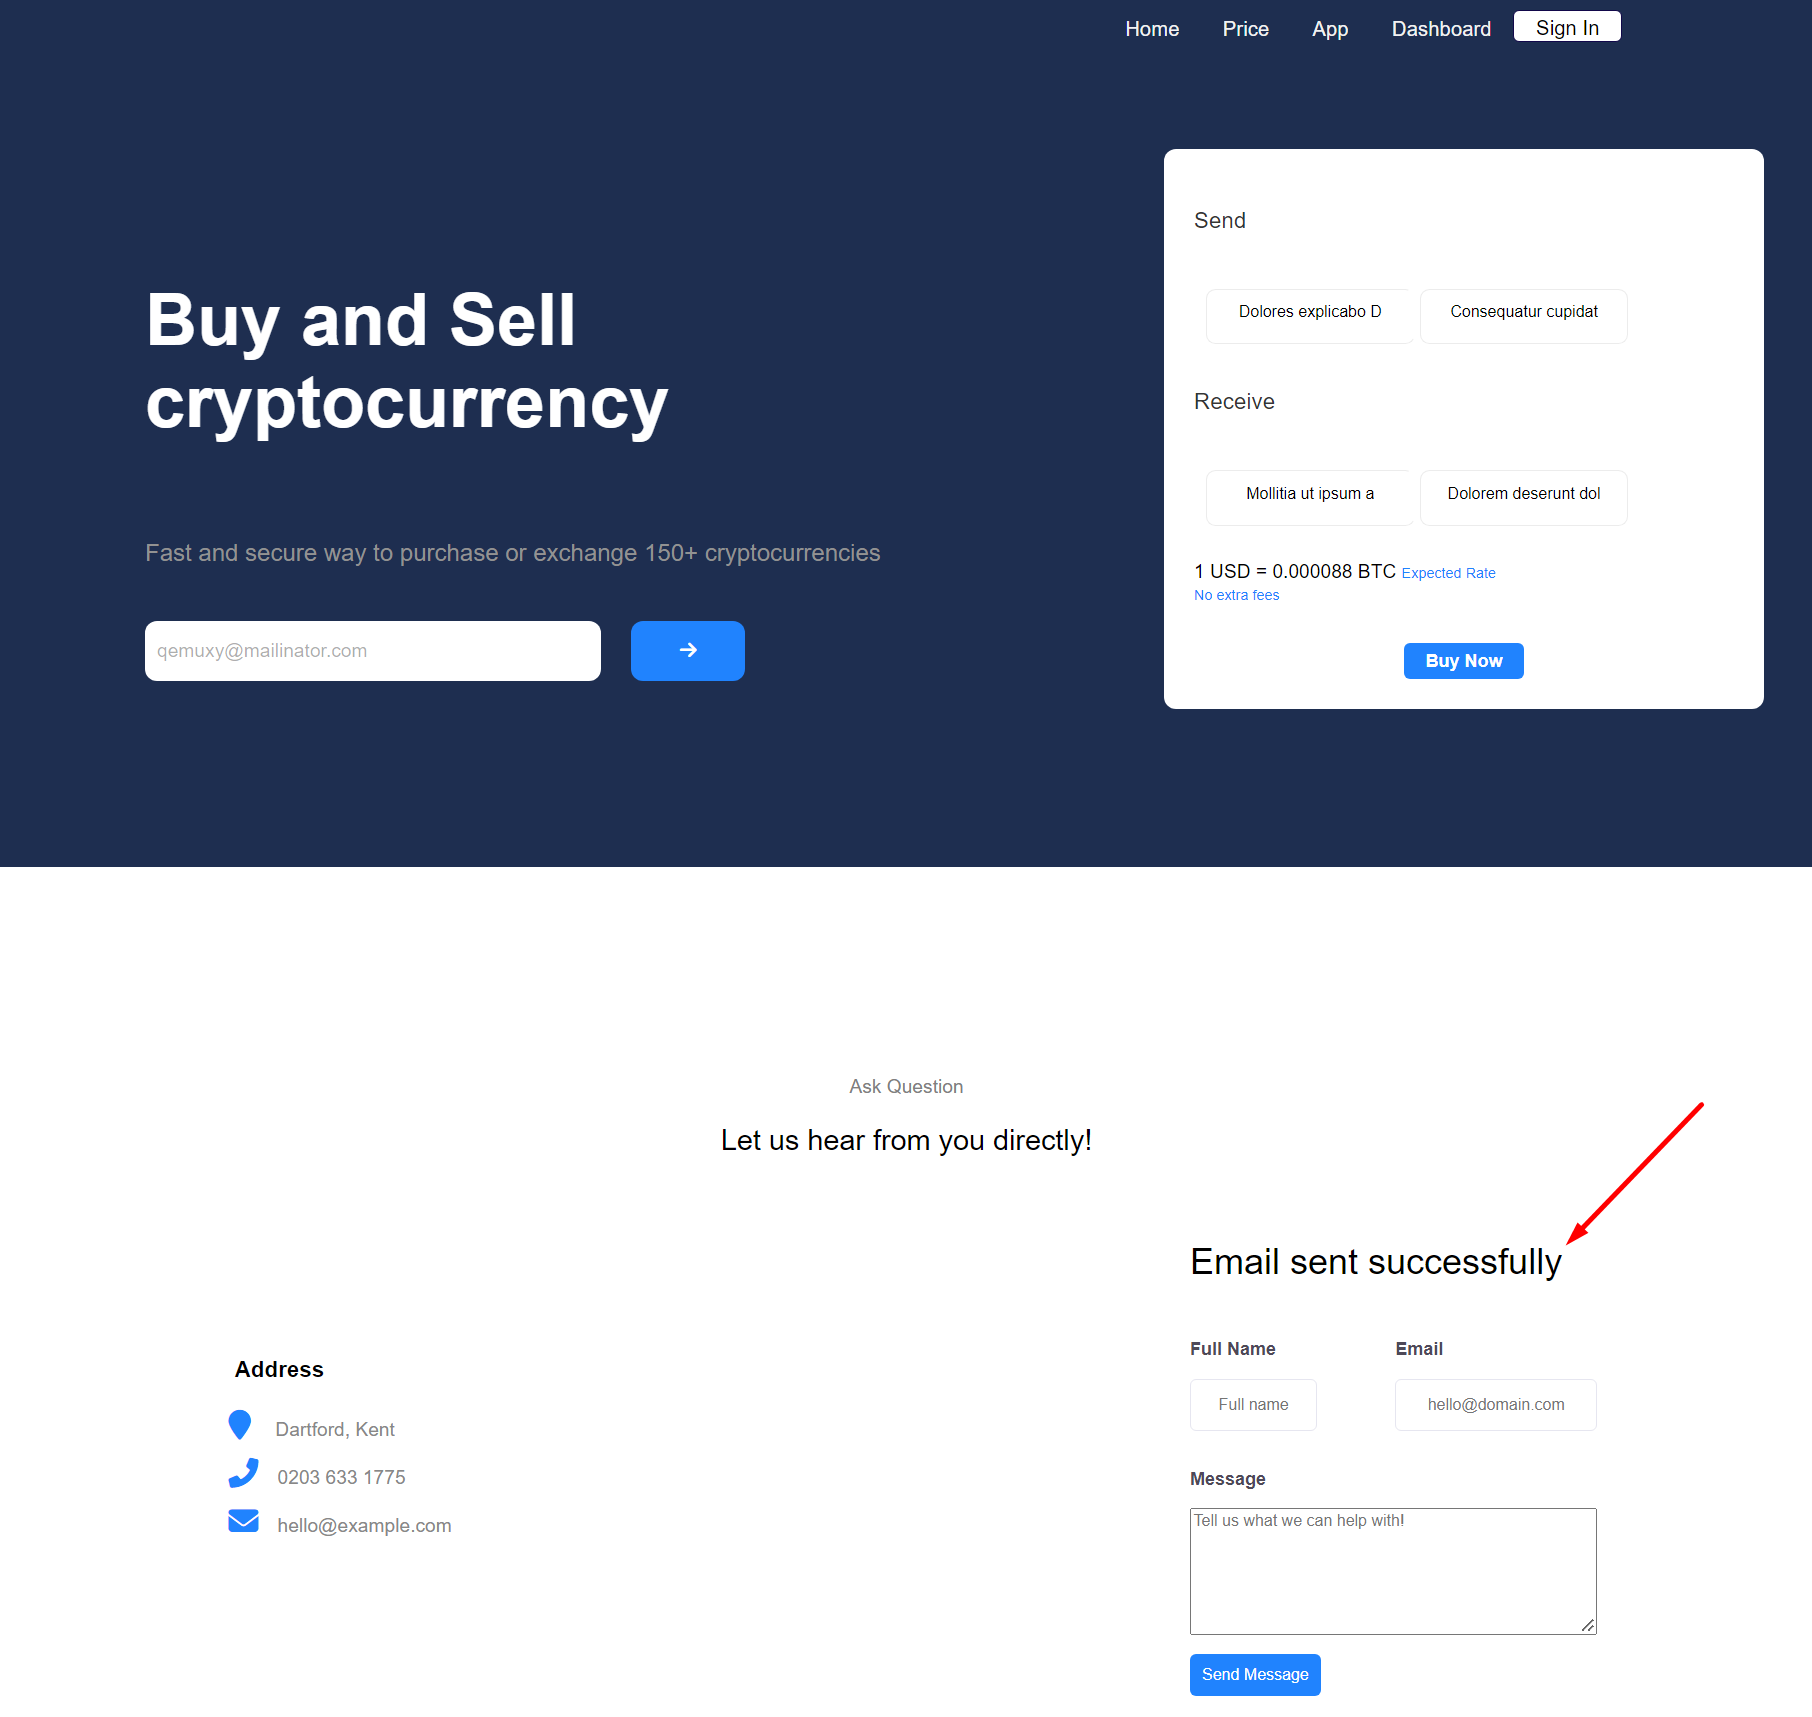 Home Price App Dashboard Sign In
Buy and Sell
cryptocurrency
Fast and secure way to purchase or exchange 150+ cryptocurrencies
qemuxy@mailinator.com
Send
Dolores explicabo D Consequatur cupidat
Receive
Mollitia ut ipsum a Dolorem deserunt dol
1 USD = 0.000088 BTC Expected Rate
No extra fees
Buy Now
Ask Question
Let us hear from you directly!
Address
Dartford, Kent
0203 633 1775
hello@example.com
Email sent successfully
Full Name Email
Full name hello@domain.com
Message
Tell us what we can help with!
Send Message